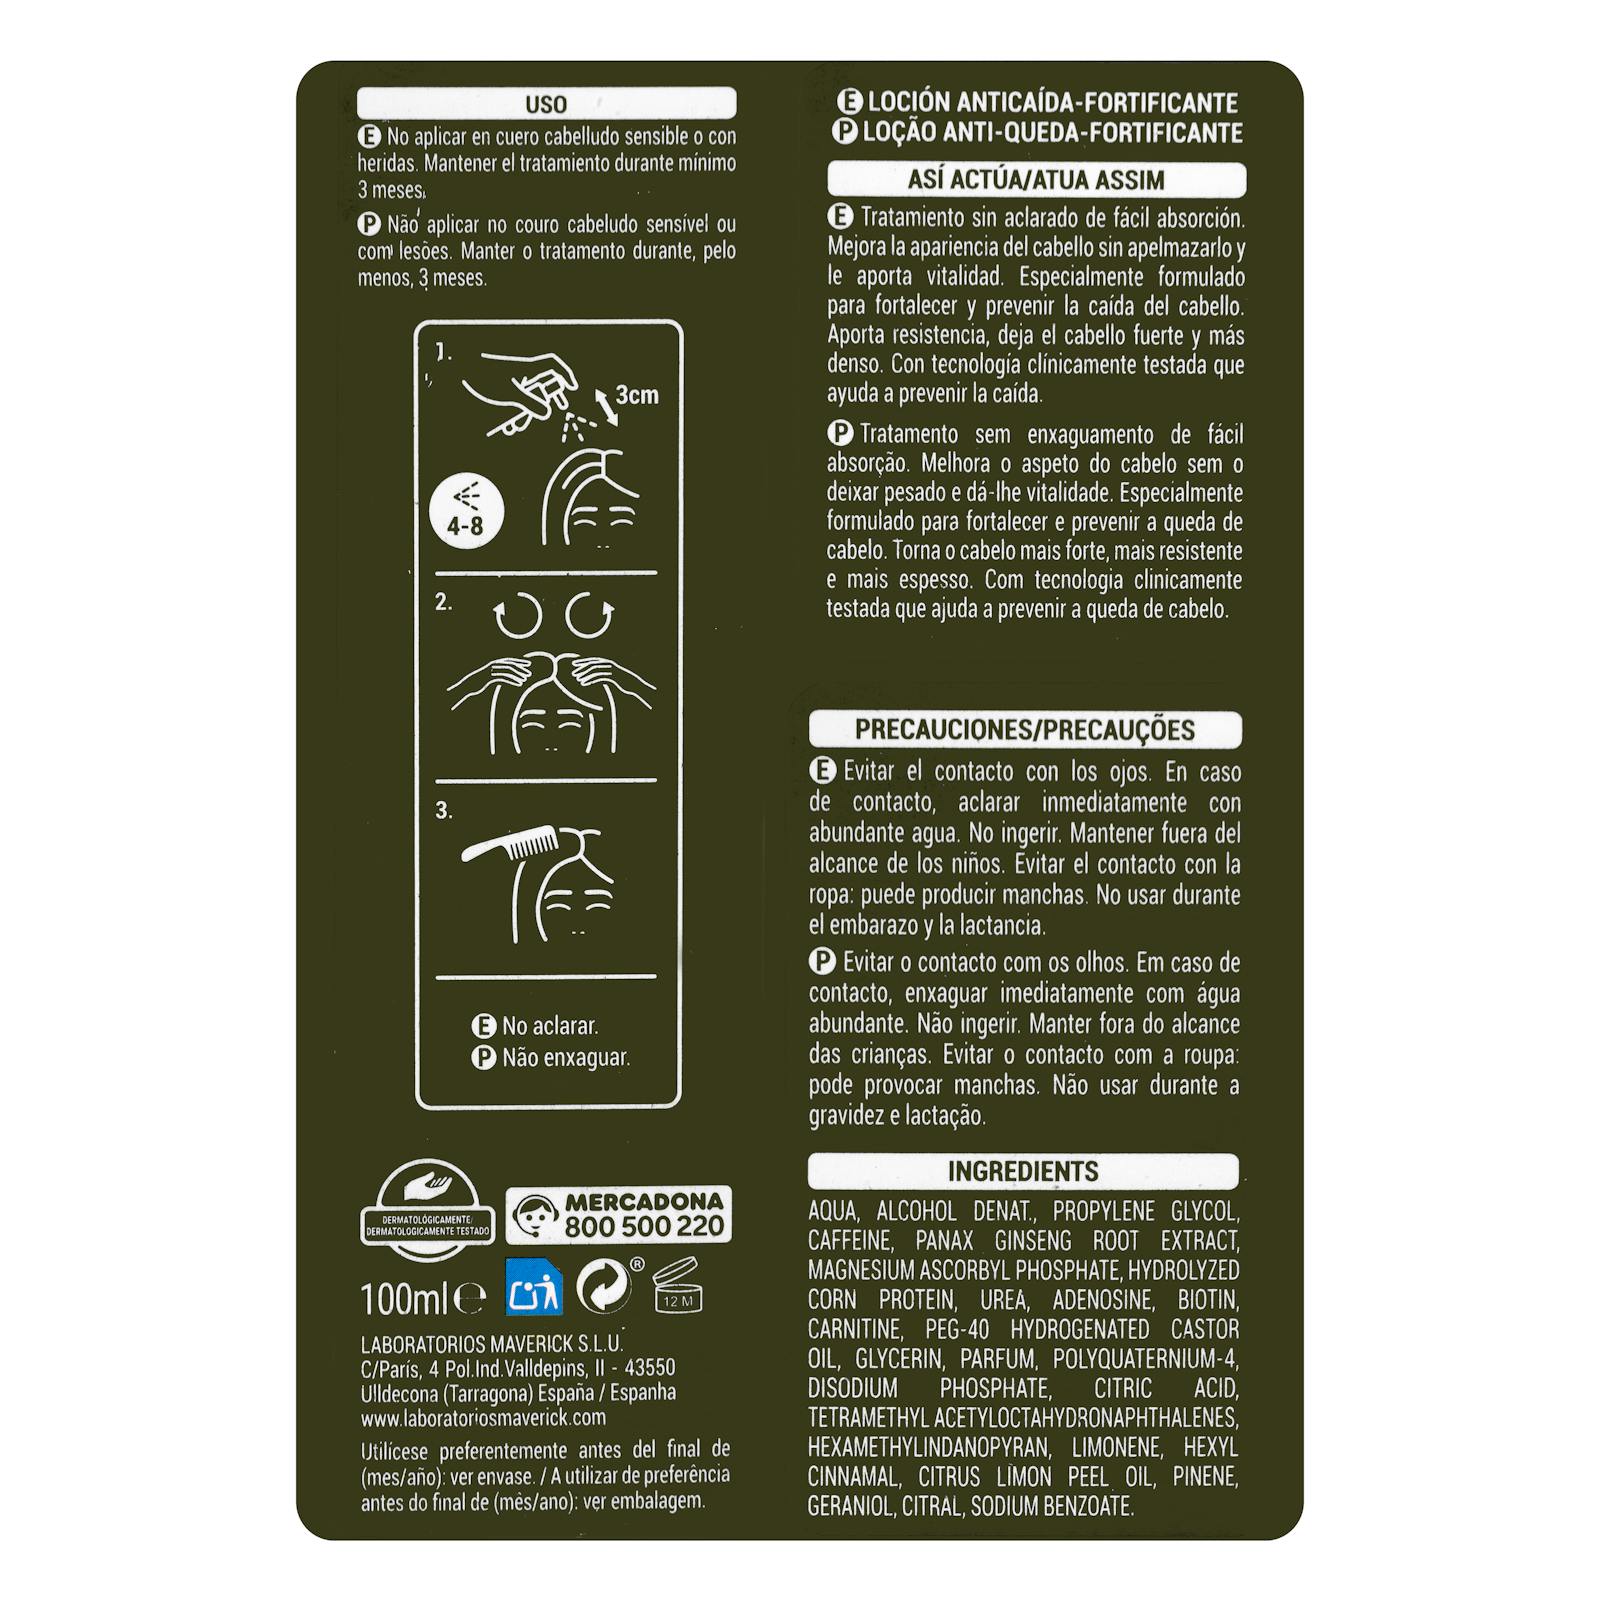 USO
E No aplicar en cuero cabelludo sensible o con
heridas. Mantener el tratamiento durante mínimo
3 meses.
P Não aplicar no couro cabeludo sensível ou
com lesões. Manter o tratamento durante, pelo
menos, 3 meses.
1.
3cm
4-8
2.
3.
E No aclarar.
P Não enxaguar.
DERMATOLÓGICAMENTE/
DERMATOLOGICAMENTE TESTADO
MERCADONA
800 500 220
100ml e
®
12 M
LABORATORIOS MAVERICK S.L.U.
C/París, 4 Pol.Ind.Valldepins, II - 43550
Ulldecona (Tarragona) España / Espanha
www.laboratoriosmaverick.com
Utilícese preferentemente antes del final de
(mes/año): ver envase. / A utilizar de preferência
antes do final de (mês/ano): ver embalagem.
E LOCIÓN ANTICAÍDA-FORTIFICANTE
P LOÇÃO ANTI-QUEDA-FORTIFICANTE
ASÍ ACTÚA/ATUA ASSIM
E Tratamiento sin aclarado de fácil absorción.
Mejora la apariencia del cabello sin apelmazarlo y
le aporta vitalidad. Especialmente formulado
para fortalecer y prevenir la caída del cabello.
Aporta resistencia, deja el cabello fuerte y más
denso. Con tecnología clínicamente testada que
ayuda a prevenir la caída.
P Tratamento sem enxaguamento de fácil
absorção. Melhora o aspeto do cabelo sem o
deixar pesado e dá-lhe vitalidade. Especialmente
formulado para fortalecer e prevenir a queda de
cabelo. Torna o cabelo mais forte, mais resistente
e mais espesso. Com tecnologia clinicamente
testada que ajuda a prevenir a queda de cabelo.
PRECAUCIONES/PRECAUÇÕES
E Evitar el contacto con los ojos. En caso
de contacto, aclarar inmediatamente con
abundante agua. No ingerir. Mantener fuera del
alcance de los niños. Evitar el contacto con la
ropa: puede producir manchas. No usar durante
el embarazo y la lactancia.
P Evitar o contacto com os olhos. Em caso de
contacto, enxaguar imediatamente com água
abundante. Não ingerir. Manter fora do alcance
das crianças. Evitar o contacto com a roupa:
pode provocar manchas. Não usar durante a
gravidez e lactação.
INGREDIENTS
AQUA, ALCOHOL DENAT., PROPYLENE GLYCOL,
CAFFEINE, PANAX GINSENG ROOT EXTRACT,
MAGNESIUM ASCORBYL PHOSPHATE, HYDROLYZED
CORN PROTEIN, UREA, ADENOSINE, BIOTIN,
CARNITINE, PEG-40 HYDROGENATED CASTOR
OIL, GLYCERIN, PARFUM, POLYQUATERNIUM-4,
DISODIUM PHOSPHATE, CITRIC ACID,
TETRAMETHYL ACETYLOCTAHYDRONAPHTHALENES,
HEXAMETHYLINDANOPYRAN, LIMONENE, HEXYL
CINNAMAL, CITRUS LIMON PEEL OIL, PINENE,
GERANIOL, CITRAL, SODIUM BENZOATE.